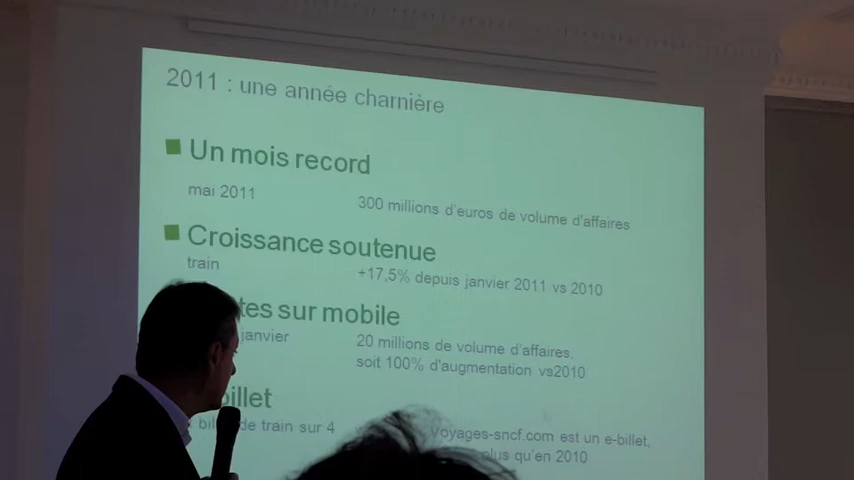 2011 : une année charnière
Un mois record
mai 2011 300 millions d'euros de volume d'affaires
Croissance soutenue
train +17,5% depuis janvier 2011 vs 2010
tes sur mobile
janvier 20 millions de volume d'affaires,
soit 100% d'augmentation vs2010
billet
de train sur 4 Voyages-sncf.com est un e-billet,
plus qu'en 2010